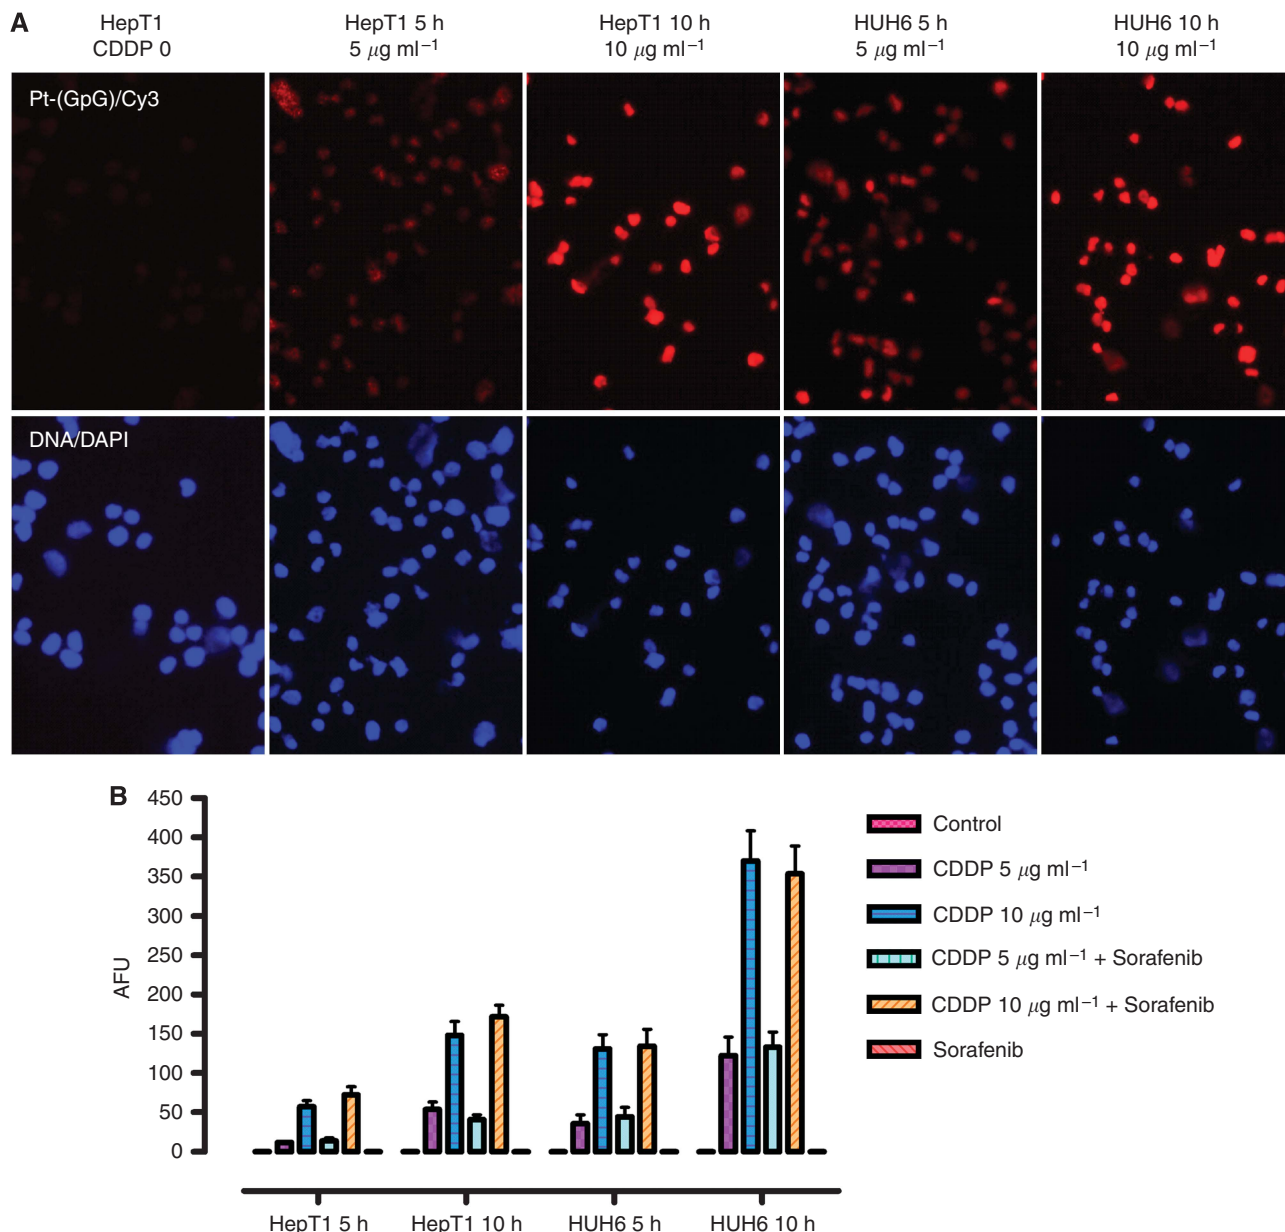 A
HepT1
CDDP 0
HepT1 5 h
5 μg ml⁻¹
HepT1 10 h
10 μg ml⁻¹
HUH6 5 h
5 μg ml⁻¹
HUH6 10 h
10 μg ml⁻¹
Pt-(GpG)/Cy3
DNA/DAPI
B
450
400
350
300
250
200
150
100
50
0
AFU
HepT1 5 h
HepT1 10 h
HUH6 5 h
HUH6 10 h
Control
CDDP 5 μg ml⁻¹
CDDP 10 μg ml⁻¹
CDDP 5 μg ml⁻¹ + Sorafenib
CDDP 10 μg ml⁻¹ + Sorafenib
Sorafenib